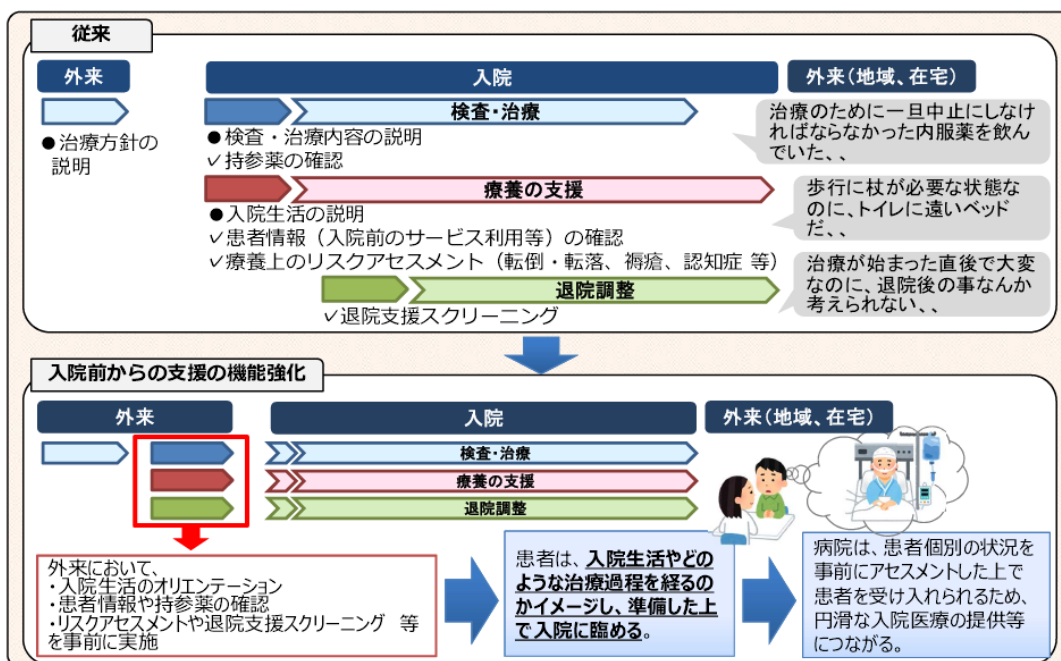 従来
外来
入院
外来(地域、在宅)
検査・治療
●治療方針の
説明
●検査・治療内容の説明
✓持参薬の確認
治療のために一旦中止にしなけ
ればならなかった内服薬を飲ん
でいた、、
療養の支援
●入院生活の説明
✓患者情報（入院前のサービス利用等）の確認
✓療養上のリスクアセスメント（転倒・転落、褥瘡、認知症 等）
歩行に杖が必要な状態な
のに、トイレに遠いベッド
だ、、
退院調整
✓退院支援スクリーニング
治療が始まった直後で大変
なのに、退院後の事なんか
考えられない、、
入院前からの支援の機能強化
外来
入院
外来(地域、在宅)
検査・治療
療養の支援
退院調整
外来において、
・入院生活のオリエンテーション
・患者情報や持参薬の確認
・リスクアセスメントや退院支援スクリーニング 等
を事前に実施
患者は、入院生活やどの
ような治療過程を経るの
かイメージし、準備した上
で入院に臨める。
病院は、患者個別の状況を
事前にアセスメントした上で
患者を受け入れられるため、
円滑な入院医療の提供等
につながる。